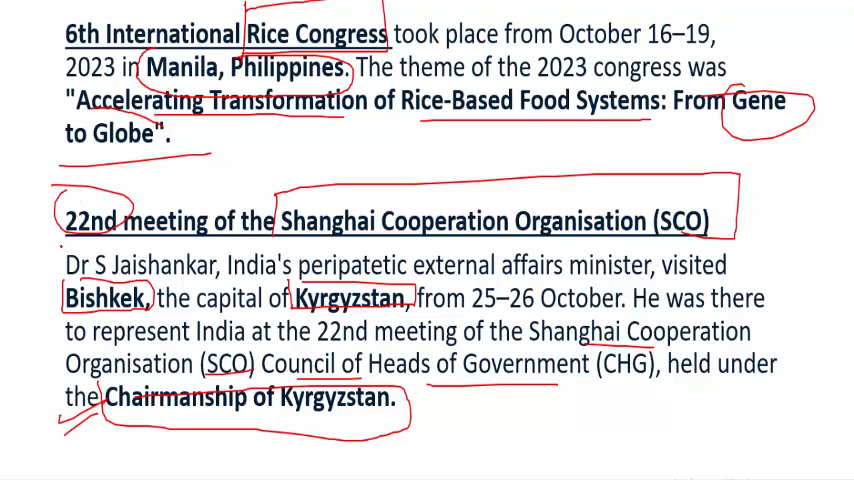 6th International Rice Congress took place from October 16–19,
2023 in Manila, Philippines. The theme of the 2023 congress was
"Accelerating Transformation of Rice-Based Food Systems: From Gene
to Globe".
22nd meeting of the Shanghai Cooperation Organisation (SCO)
Dr S Jaishankar, India's peripatetic external affairs minister, visited
Bishkek, the capital of Kyrgyzstan, from 25–26 October. He was there
to represent India at the 22nd meeting of the Shanghai Cooperation
Organisation (SCO) Council of Heads of Government (CHG), held under
the Chairmanship of Kyrgyzstan.